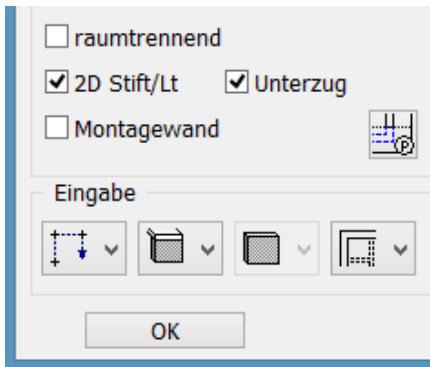 raumtrennend
2D Stift/Lt Unterzug
Montagewand
P
Eingabe
OK